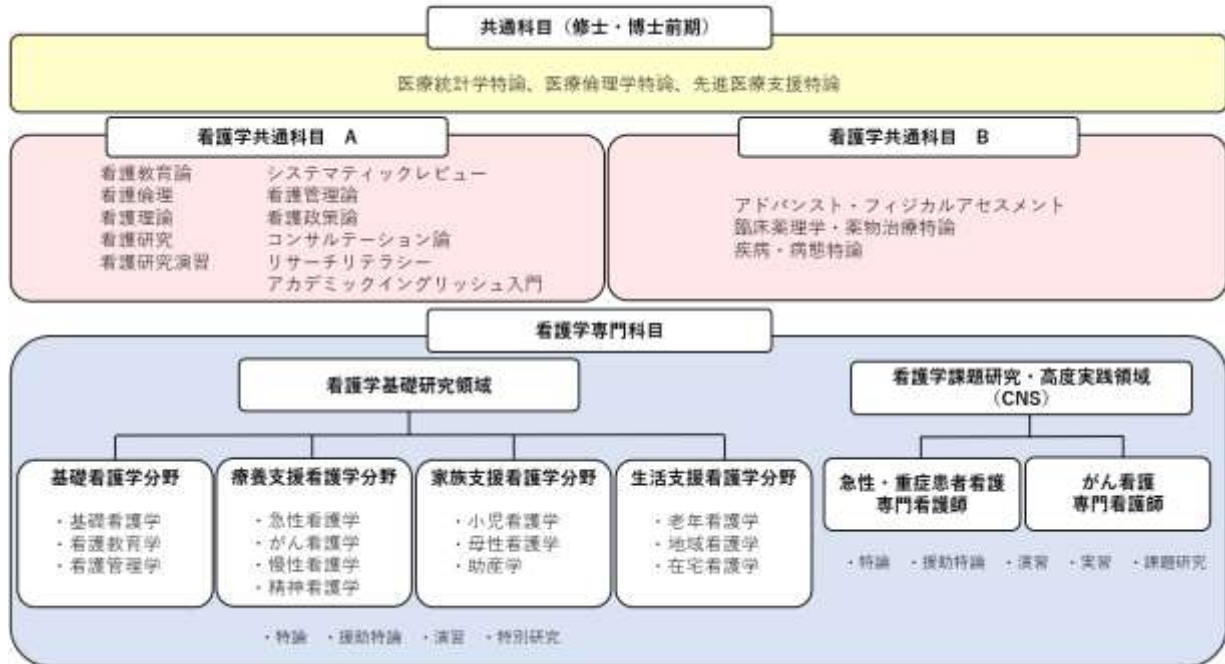 共通科目（修士・博士前期）
医療統計学特論、医療倫理学特論、先進医療支援特論
看護学共通科目　A
看護教育論
看護倫理
看護理論
看護研究
看護研究演習
システマティックレビュー
看護管理論
看護政策論
コンサルテーション論
リサーチリテラシー
アカデミックイングリッシュ入門
看護学共通科目　B
アドバンスト・フィジカルアセスメント
臨床薬理学・薬物治療特論
疾病・病態特論
看護学専門科目
看護学基礎研究領域
基礎看護学分野
・基礎看護学
・看護教育学
・看護管理学
療養支援看護学分野
・急性看護学
・がん看護学
・慢性看護学
・精神看護学
家族支援看護学分野
・小児看護学
・母性看護学
・助産学
生活支援看護学分野
・老年看護学
・地域看護学
・在宅看護学
・特論　・援助特論　・演習　・特別研究
看護学課題研究・高度実践領域
（CNS）
急性・重症患者看護
専門看護師
がん看護
専門看護師
・特論　・援助特論　・演習　・実習　・課題研究